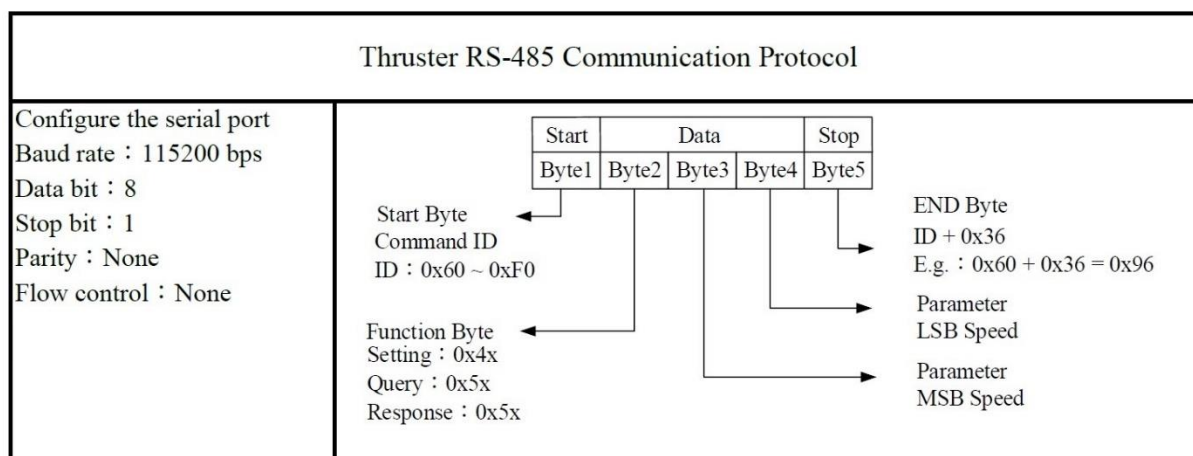 Thruster RS-485 Communication Protocol
Configure the serial port
Baud rate：115200 bps
Data bit：8
Stop bit：1
Parity：None
Flow control：None
Start Data Stop
Byte1 Byte2 Byte3 Byte4 Byte5
Start Byte
Command ID
ID：0x60 ~ 0xF0
Function Byte
Setting：0x4x
Query：0x5x
Response：0x5x
END Byte
ID + 0x36
E.g.：0x60 + 0x36 = 0x96
Parameter
LSB Speed
Parameter
MSB Speed